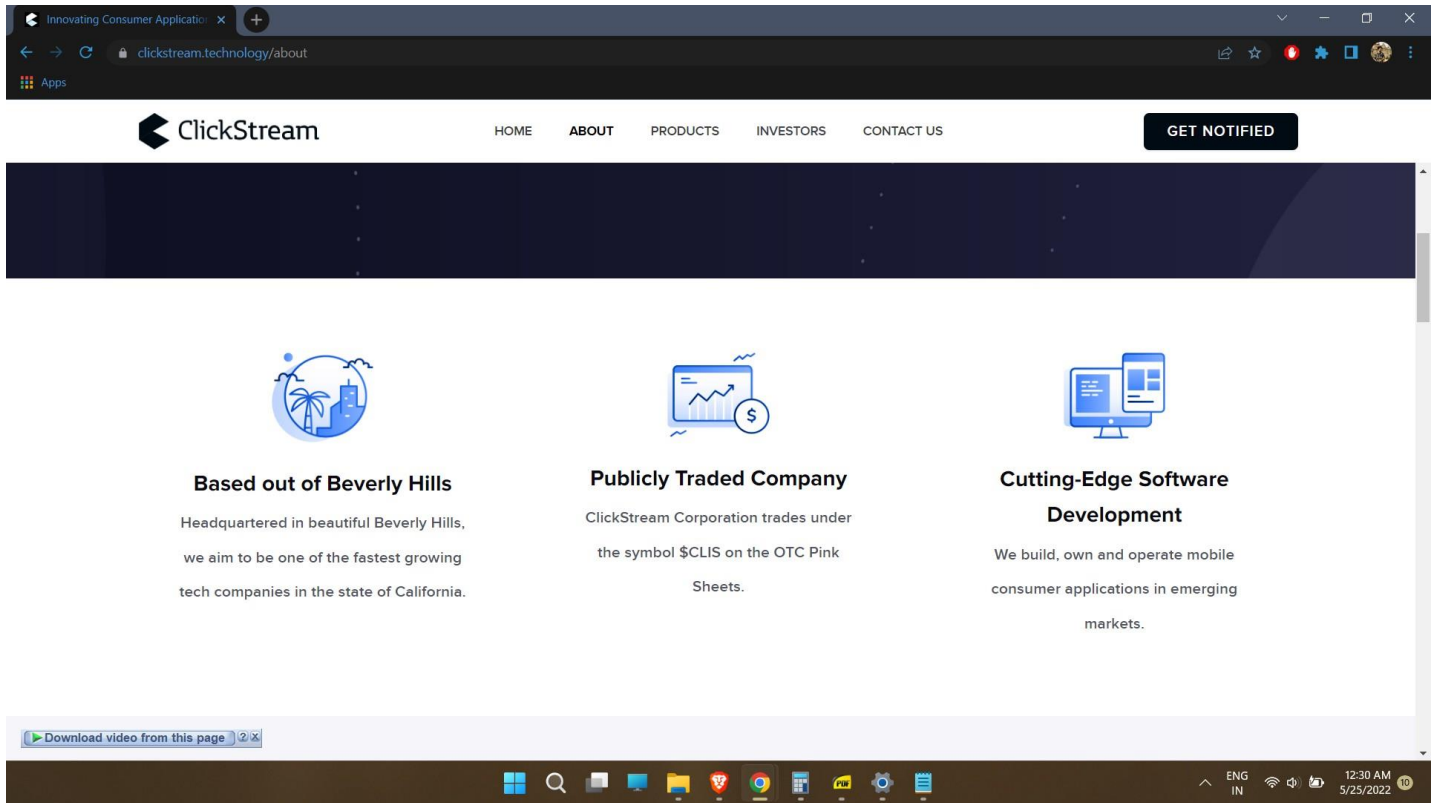 Innovating Consumer Application
clickstream.technology/about
Apps
ClickStream
HOME ABOUT PRODUCTS INVESTORS CONTACT US
GET NOTIFIED
$
Based out of Beverly Hills
Headquartered in beautiful Beverly Hills,
we aim to be one of the fastest growing
tech companies in the state of California.
Publicly Traded Company
ClickStream Corporation trades under
the symbol $CLIS on the OTC Pink
Sheets.
Cutting-Edge Software
Development
We build, own and operate mobile
consumer applications in emerging
markets.
Download video from this page
PDF
ENG
IN
12:30 AM
5/25/2022
10